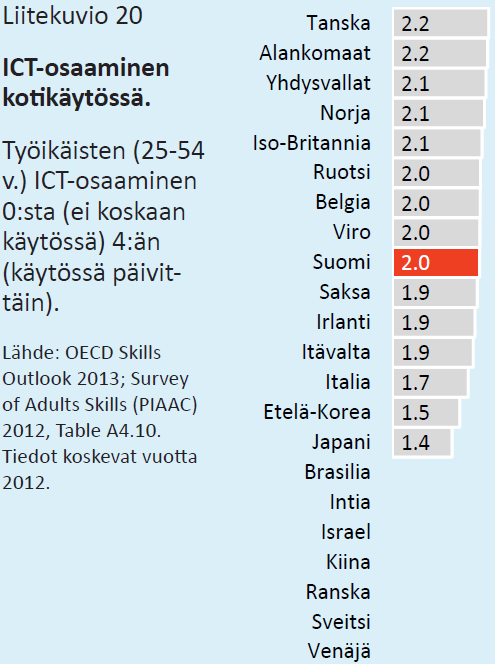 Liitekuvio 20
ICT-osaaminen
kotikäytössä.
Työikäisten (25-54
v.) ICT-osaaminen
0:sta (ei koskaan
käytössä) 4:än
(käytössä päivit-
täin).
Lähde: OECD Skills
Outlook 2013; Survey
of Adults Skills (PIAAC)
2012, Table A4.10.
Tiedot koskevat vuotta
2012.
Tanska 2.2
Alankomaat 2.2
Yhdysvallat 2.1
Norja 2.1
Iso-Britannia 2.1
Ruotsi 2.0
Belgia 2.0
Viro 2.0
Suomi 2.0
Saksa 1.9
Irlanti 1.9
Itävalta 1.9
Italia 1.7
Etelä-Korea 1.5
Japani 1.4
Brasilia
Intia
Israel
Kiina
Ranska
Sveitsi
Venäjä